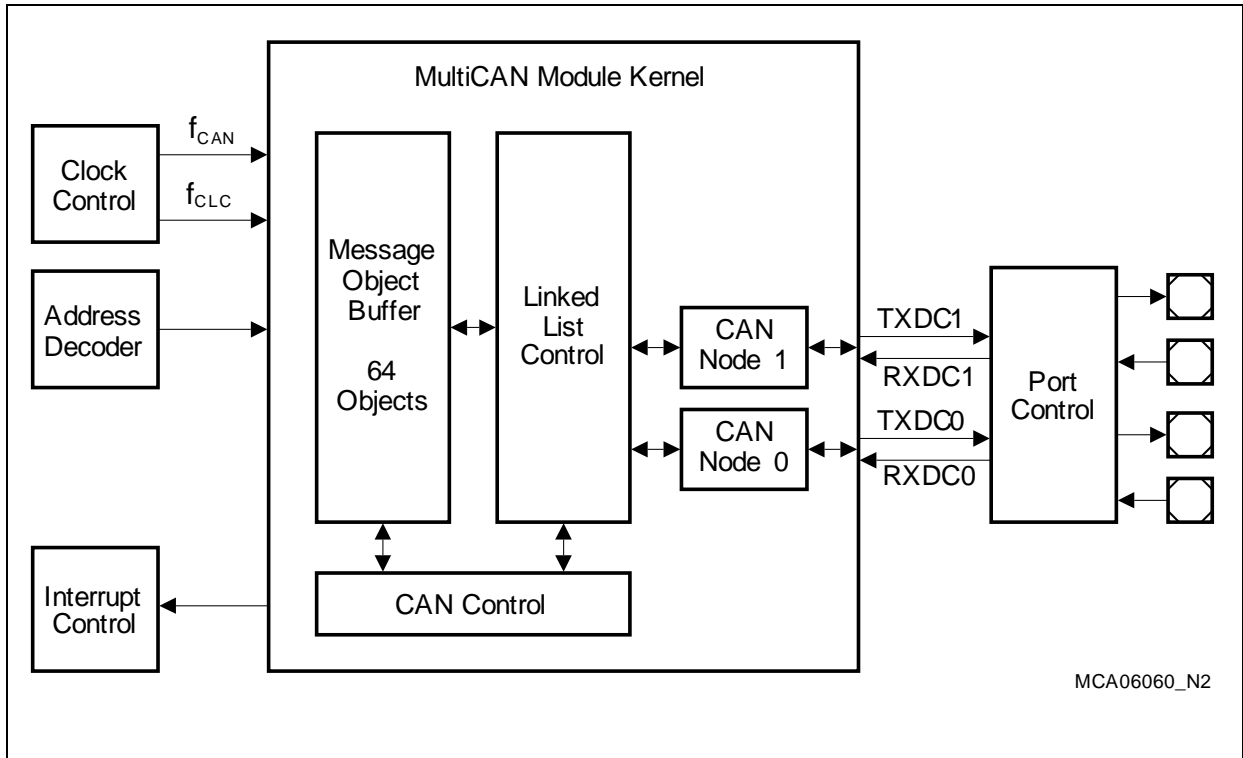 MultiCAN Module Kernel
fCAN
Clock
Control
fCLC
Address
Decoder
Interrupt
Control
Message
Object
Buffer
64
Objects
Linked
List
Control
CAN
Node 1
CAN
Node 0
CAN Control
TXDC1
RXDC1
TXDC0
RXDC0
Port
Control
MCA06060_N2